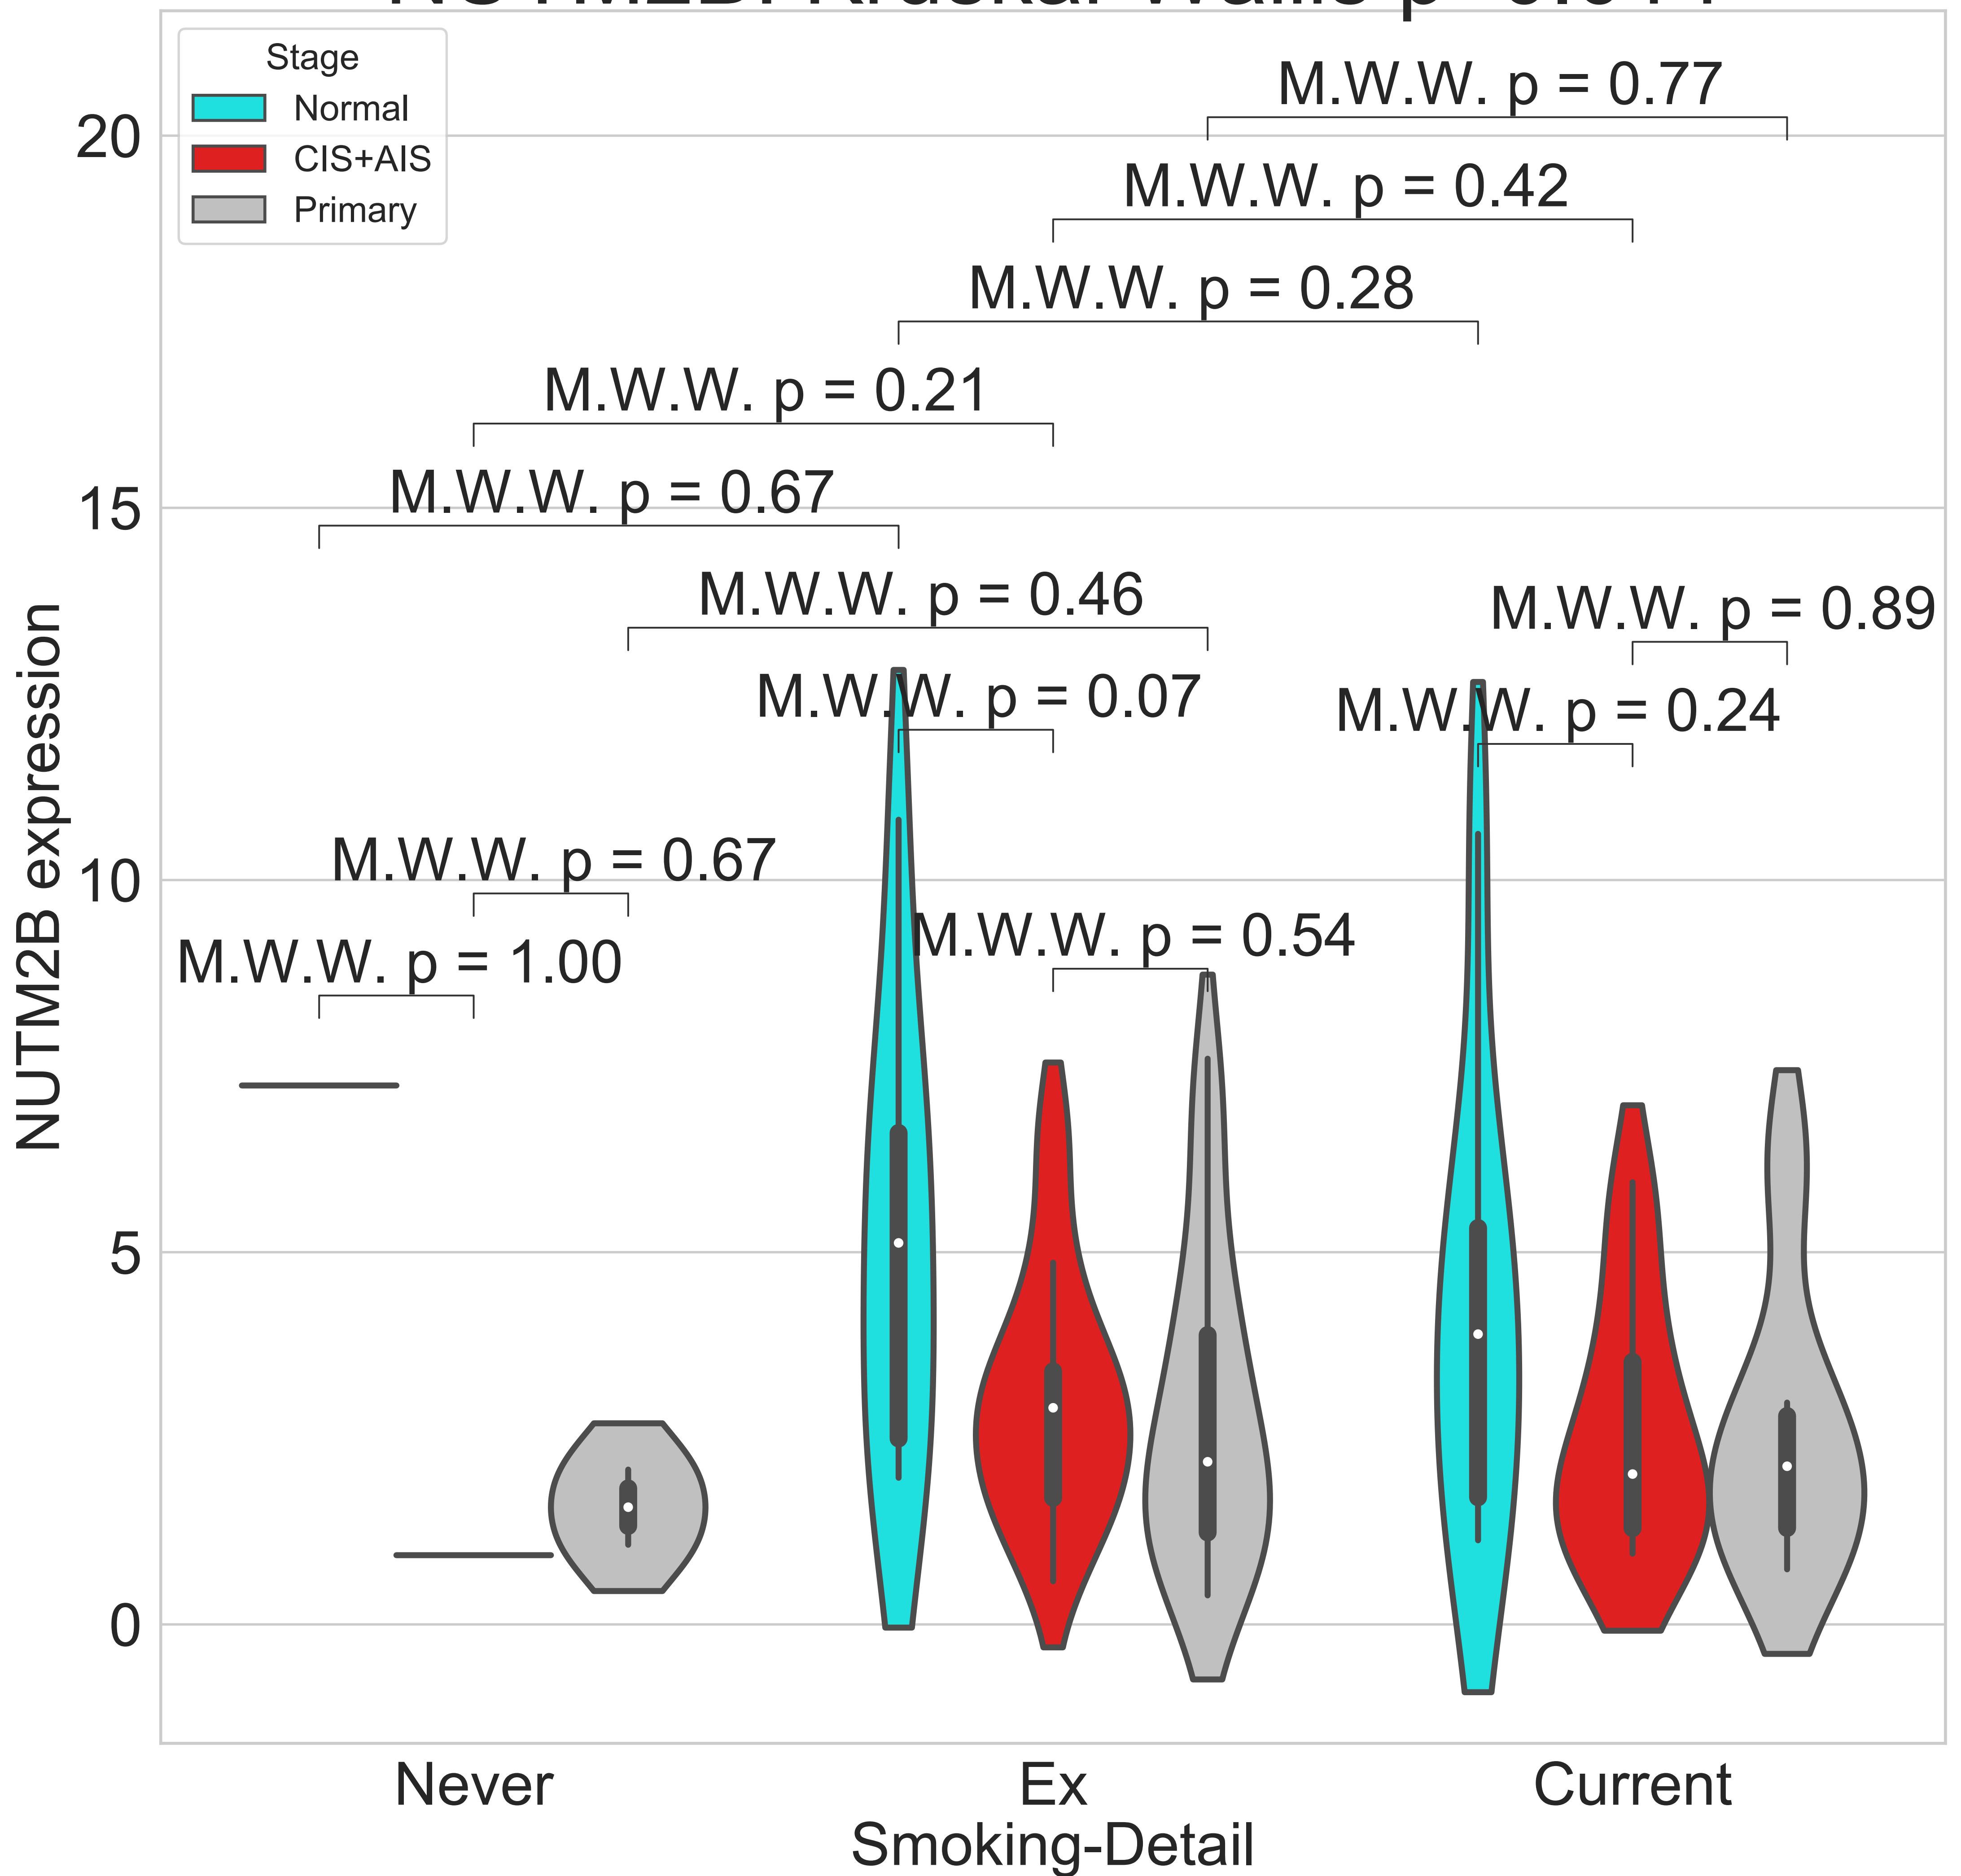 Stage
Normal
CIS+AIS
Primary
M.W.W. p = 0.77
M.W.W. p = 0.42
M.W.W. p = 0.28
M.W.W. p = 0.21
M.W.W. p = 0.67
M.W.W. p = 0.46
M.W.W. p = 0.89
M.W.W. p = 0.07
M.W.W. p = 0.24
M.W.W. p = 0.67
M.W.W. p = 0.54
M.W.W. p = 1.00
20
15
10
5
0
NUTM2B expression
Never
Ex
Current
Smoking-Detail